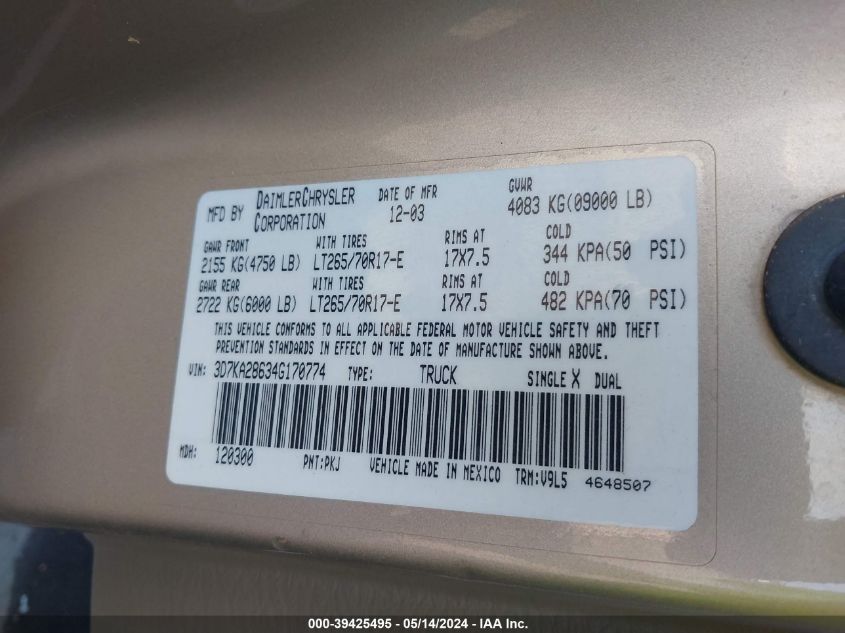 MFD BY DAIMLERCHRYSLER CORPORATION DATE OF MFR 12-03 GVWR 4083 KG(09000 LB)
GAWR FRONT WITH TIRES RIMS AT COLD
2155 KG(4750 LB) LT265/70R17-E 17X7.5 344 KPA(50 PSI)
GAWR REAR WITH TIRES RIMS AT COLD
2722 KG(6000 LB) LT265/70R17-E 17X7.5 482 KPA(70 PSI)
THIS VEHICLE CONFORMS TO ALL APPLICABLE FEDERAL MOTOR VEHICLE SAFETY AND THEFT
PREVENTION STANDARDS IN EFFECT ON THE DATE OF MANUFACTURE SHOWN ABOVE.
VIN: 3D7KA28634G170774 TYPE: TRUCK SINGLE X DUAL
MDH: 120300 PNT:PKJ VEHICLE MADE IN MEXICO TRM:V9L5 4648507
000-39425495 - 05/14/2024 - IAA Inc.